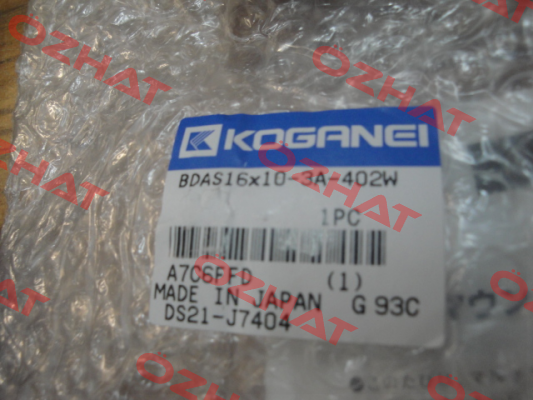 KOGANEI
BDAS16x10-3A-402W
1PC
A7C6FFD (1)
MADE IN JAPAN G 93C
DS21-J7404
OZHAT
OZHAT
OZHAT
OZHAT
OZHAT
OZHAT
OZHAT